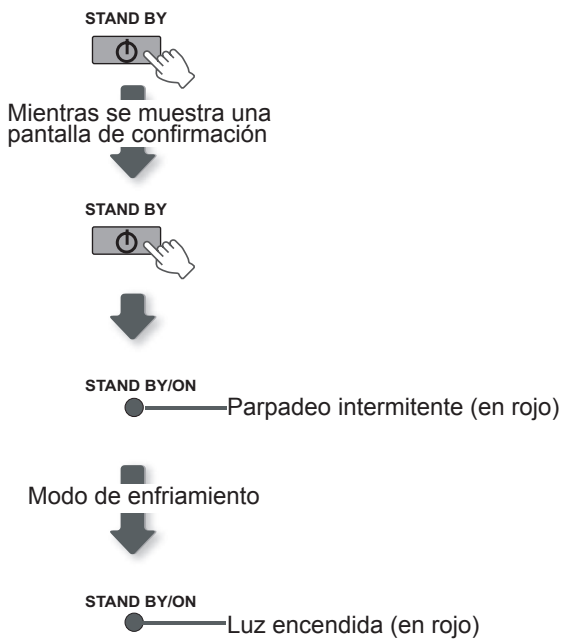 STAND BY
Mientras se muestra una
pantalla de confirmación
STAND BY
STAND BY/ON
Parpadeo intermitente (en rojo)
Modo de enfriamiento
STAND BY/ON
Luz encendida (en rojo)